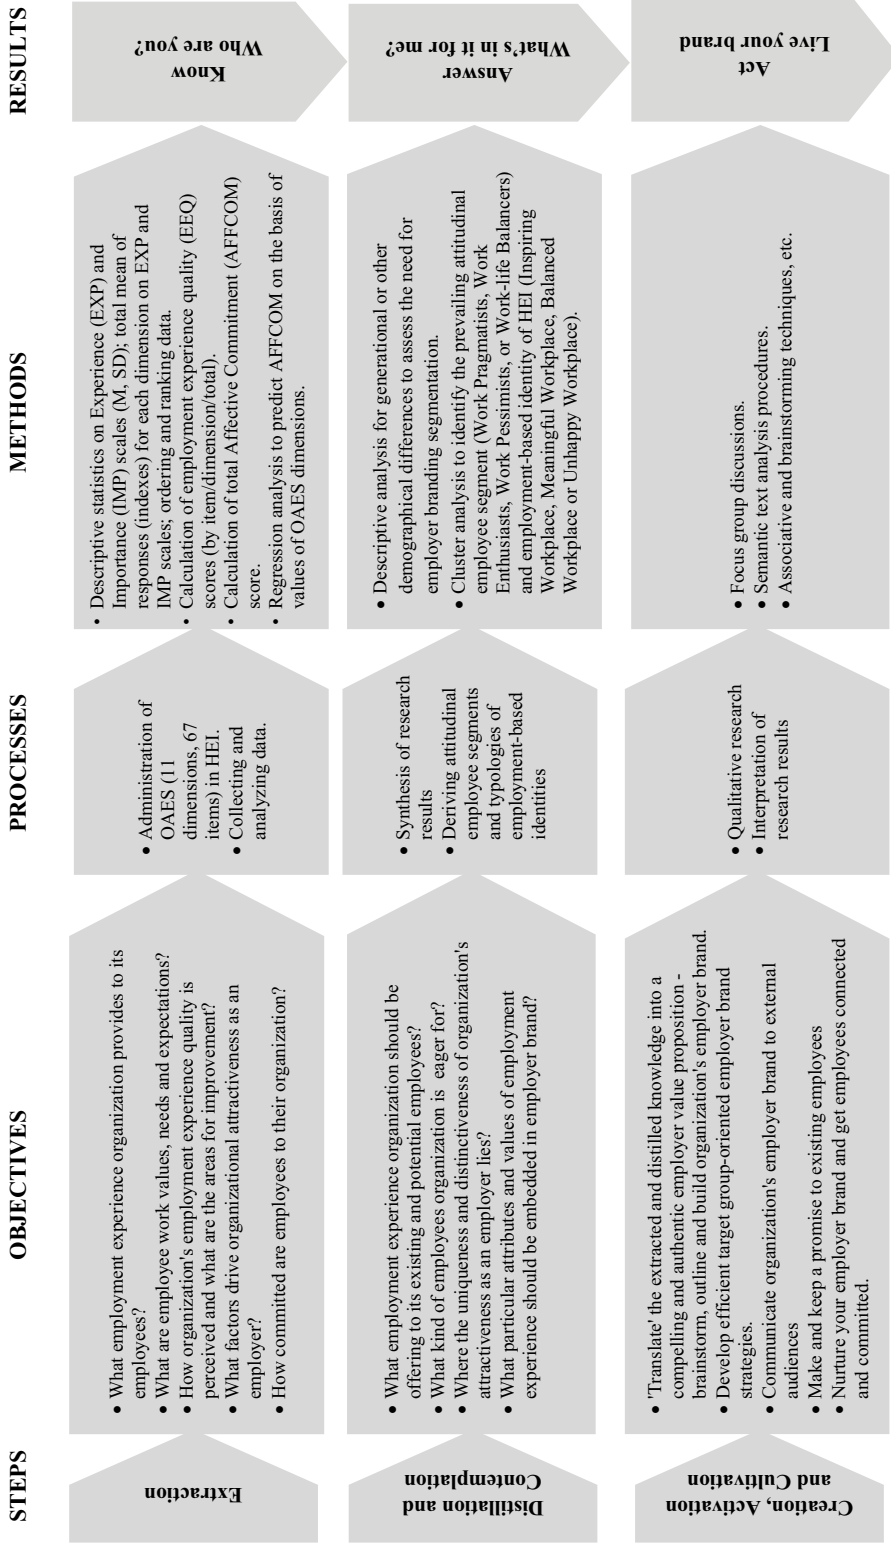 STEPS
OBJECTIVES
PROCESSES
METHODS
RESULTS
Extraction
• What employment experience organization provides to its
employees?
• What are employee work values, needs and expectations?
• How organization's employment experience quality is
perceived and what are the areas for improvement?
• What factors drive organizational attractiveness as an
employer?
• How committed are employees to their organization?
• Administration of
OAES (11
dimensions, 67
items) in HEI.
• Collecting and
analyzing data.
• Descriptive statistics on Experience (EXP) and
Importance (IMP) scales (M, SD); total mean of
responses (indexes) for each dimension on EXP and
IMP scales; ordering and ranking data.
• Calculation of employment experience quality (EEQ)
scores (by item/dimension/total).
• Calculation of total Affective Commitment (AFFCOM)
score.
• Regression analysis to predict AFFCOM on the basis of
values of OAES dimensions.
Know
Who are you?
Distillation and
Contemplation
• What employment experience organization should be
offering to its existing and potential employees?
• What kind of employees organization is eager for?
• Where the uniqueness and distinctiveness of organization's
attractiveness as an employer lies?
• What particular attributes and values of employment
experience should be embedded in employer brand?
• Synthesis of research
results
• Deriving attitudinal
employee segments
and typologies of
employment-based
identities
• Descriptive analysis for generational or other
demographical differences to assess the need for
employer branding segmentation.
• Cluster analysis to identify the prevailing attitudinal
employee segment (Work Pragmatists, Work
Enthusiasts, Work Pessimists, or Work-life Balancers)
and employment-based identity of HEI (Inspiring
Workplace, Meaningful Workplace, Balanced
Workplace or Unhappy Workplace).
Answer
What's in it for me?
Creation, Activation
and Cultivation
• 'Translate' the extracted and distilled knowledge into a
compelling and authentic employer value proposition -
brainstorm, outline and build organization's employer brand.
• Develop efficient target group-oriented employer brand
strategies.
• Communicate organization's employer brand to external
audiences
• Make and keep a promise to existing employees
• Nurture your employer brand and get employees connected
and committed.
• Qualitative research
• Interpretation of
research results
• Focus group discussions.
• Semantic text analysis procedures.
• Associative and brainstorming techniques, etc.
Act
Live your brand